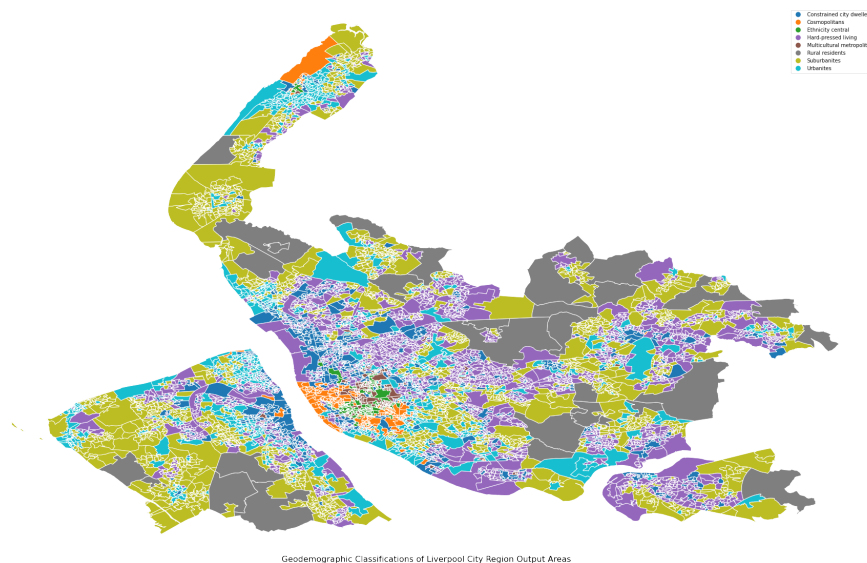 Constrained city dwelle
Cosmopolitans
Ethnicity central
Hard-pressed living
Multicultural metropolit
Rural residents
Suburbanites
Urbanites
Geodemographic Classifications of Liverpool City Region Output Areas